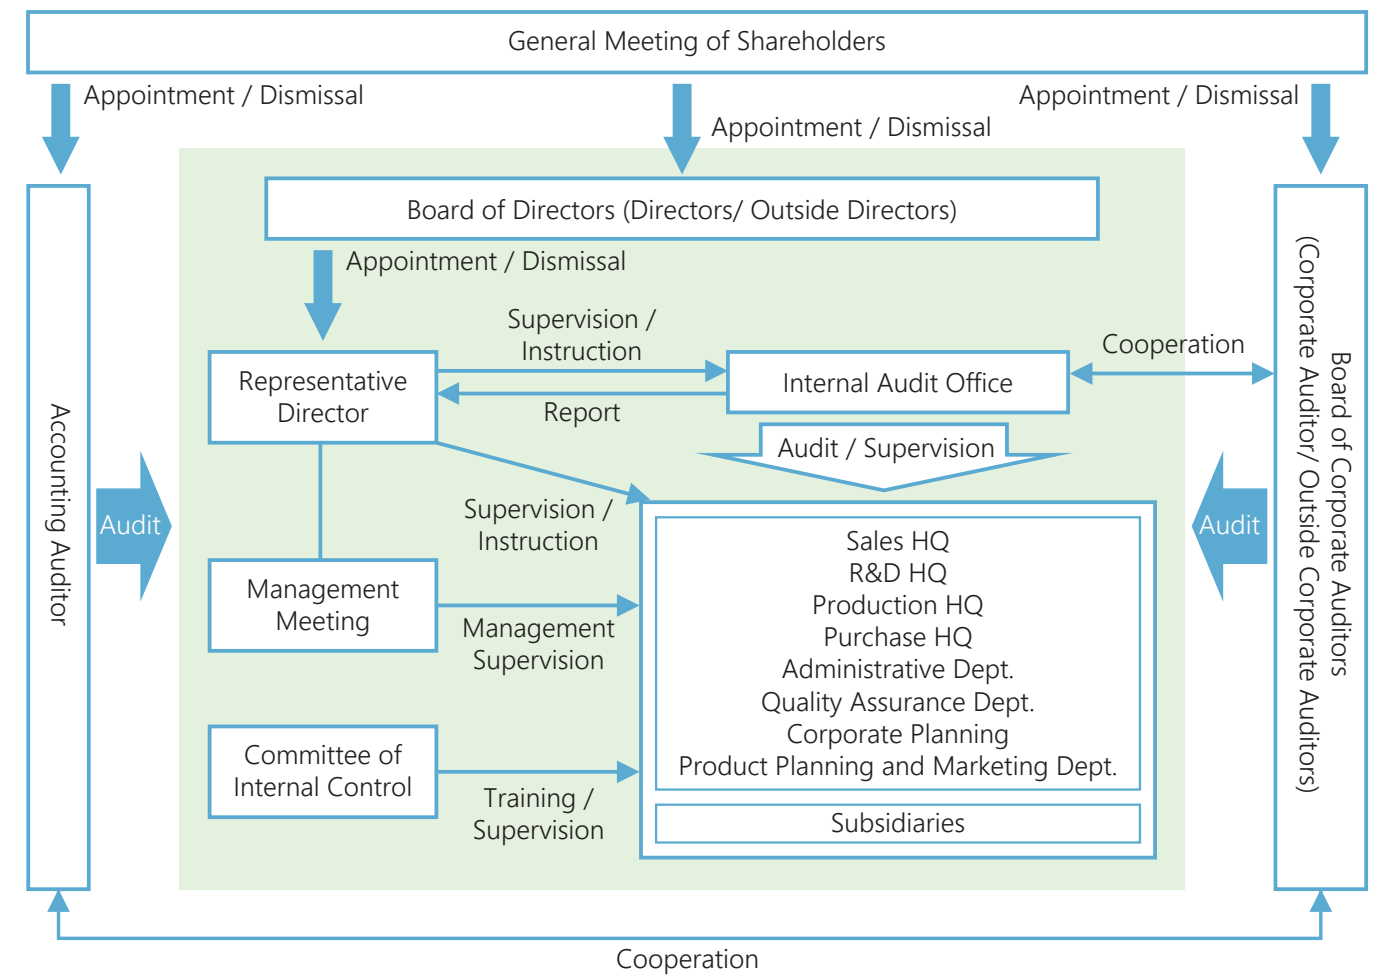 General Meeting of Shareholders
Appointment / Dismissal
Appointment / Dismissal
Appointment / Dismissal
Board of Directors (Directors/ Outside Directors)
Appointment / Dismissal
Supervision /
Instruction
Cooperation
Representative
Director
Internal Audit Office
Report
Audit / Supervision
Accounting Auditor
Audit
Supervision /
Instruction
Audit
Board of Corporate Auditors
(Corporate Auditor/ Outside Corporate Auditors)
Management
Meeting
Management
Supervision
Sales HQ
R&D HQ
Production HQ
Purchase HQ
Administrative Dept.
Quality Assurance Dept.
Corporate Planning
Product Planning and Marketing Dept.
Committee of
Internal Control
Training /
Supervision
Subsidiaries
Cooperation